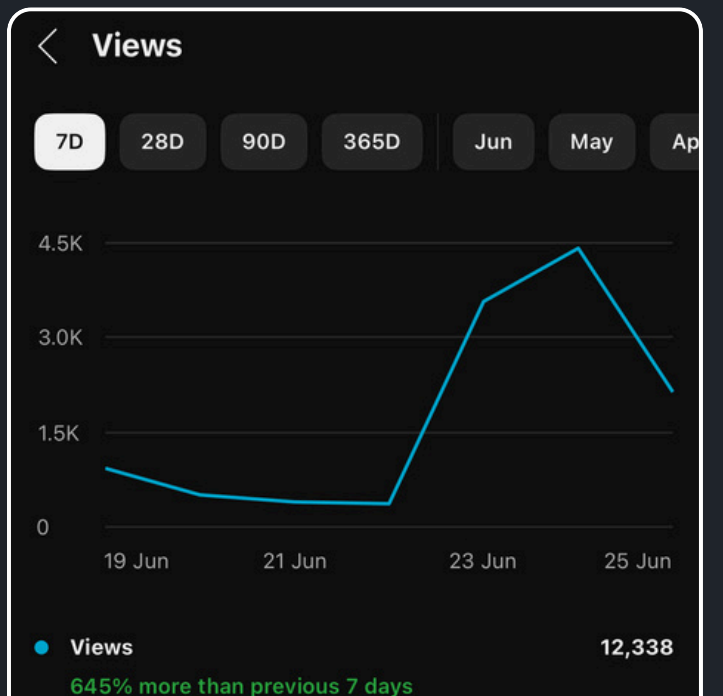 Views
7D 28D 90D 365D Jun May Ap
4.5K
3.0K
1.5K
0
19 Jun 21 Jun 23 Jun 25 Jun
Views 12,338
645% more than previous 7 days